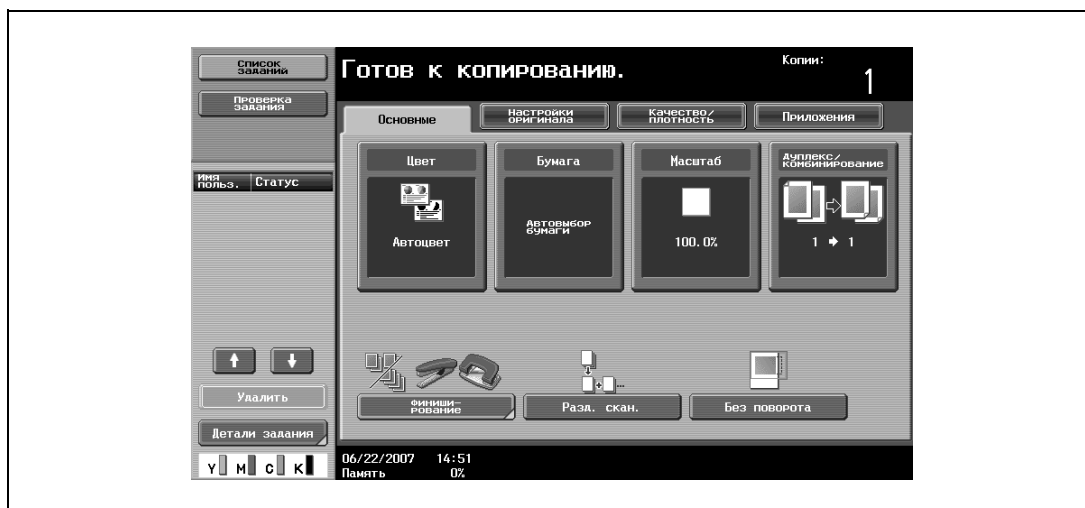 Список
заданий
Проверка
задания
Имя
польз.
Статус
Удалить
Детали задания
Y M C K
Готов к копированию.
Копии:
1
Основные
Настройки
оригинала
Качество/
плотность
Приложения
Цвет
Автоцвет
Бумага
Автовыбор
бумаги
Масштаб
100.0%
Дуплекс/
комбинирование
1 ➔ 1
Финиши-
рование
Разд. скан.
Без поворота
06/22/2007 14:51
Память 0%